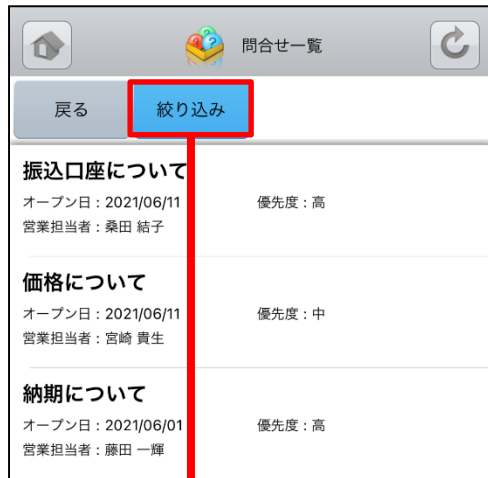 問合せ一覧
戻る 絞り込み
振込口座について
オープン日：2021/06/11 優先度：高
営業担当者：桑田 結子
価格について
オープン日：2021/06/11 優先度：中
営業担当者：宮崎 貴生
納期について
オープン日：2021/06/01 優先度：高
営業担当者：藤田 一輝